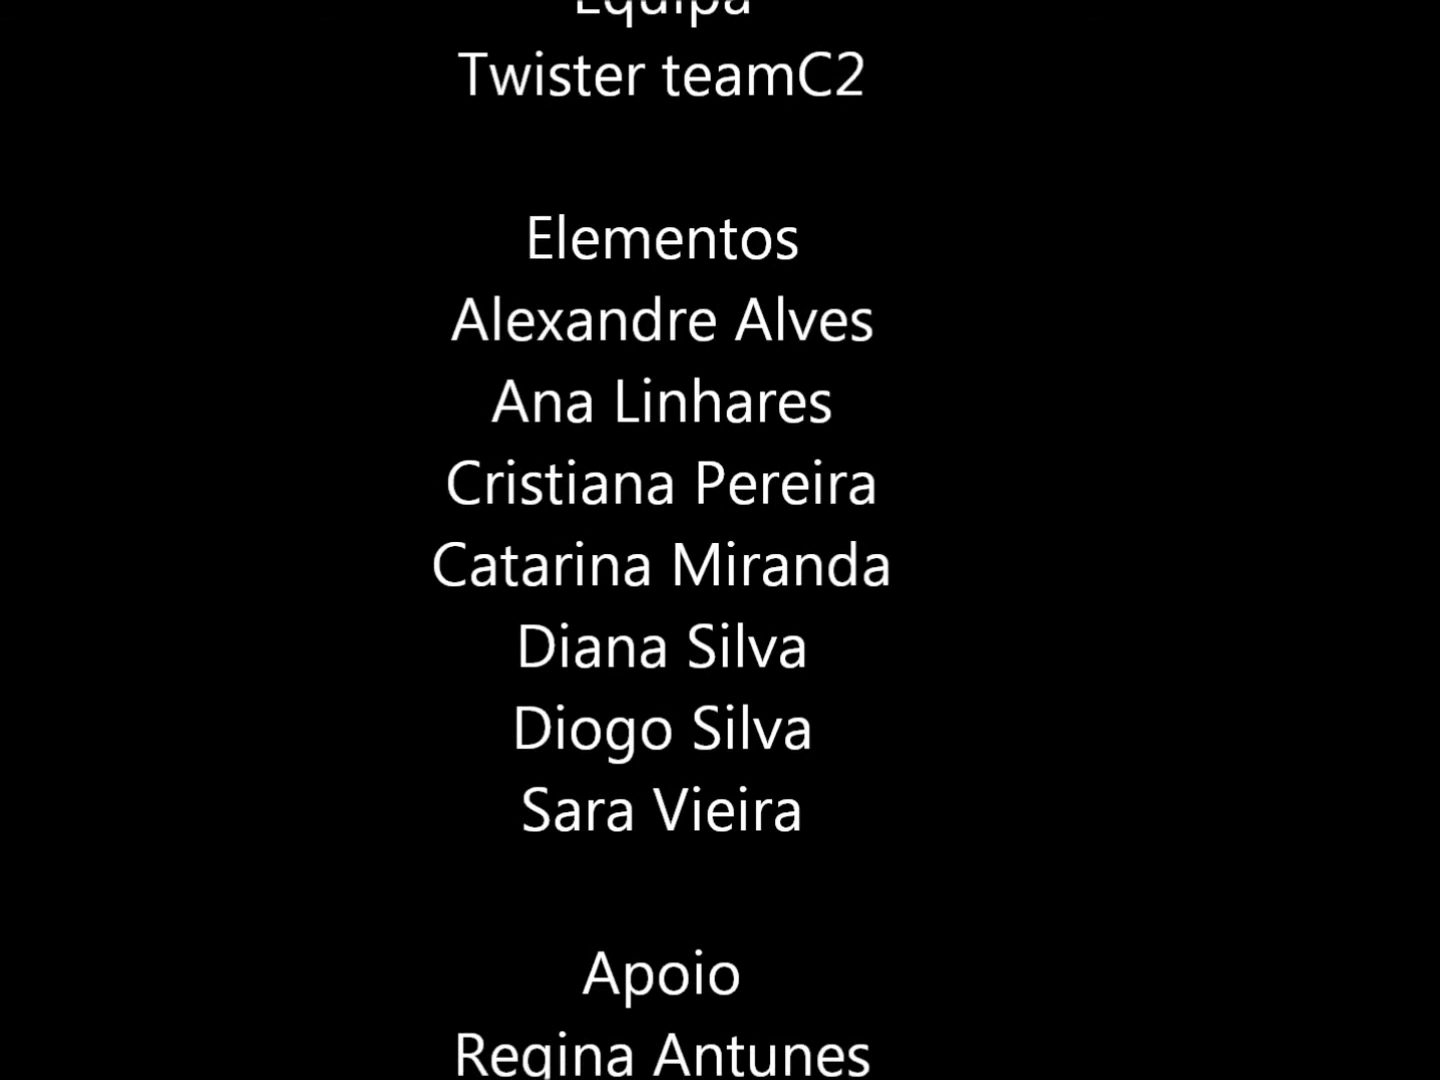 Equipa
Twister teamC2
Elementos
Alexandre Alves
Ana Linhares
Cristiana Pereira
Catarina Miranda
Diana Silva
Diogo Silva
Sara Vieira
Apoio
Regina Antunes